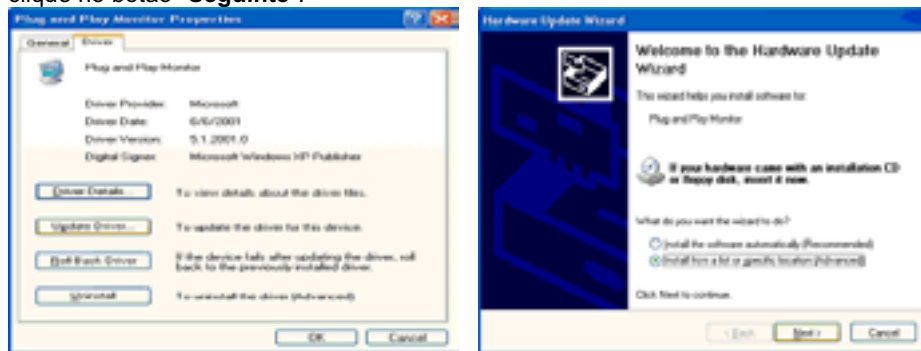 clique no botão "Seguinte".
Plug and Play Monitor Properties
General Driver
Plug and Play Monitor
Driver Provider: Microsoft
Driver Date: 6/6/2001
Driver Version: 5.1.2001.0
Digital Signer: Microsoft Windows XP Publisher
Driver Details... To view details about the driver files.
Update Driver... To update the driver for this device.
Roll Back Driver If the device fails after updating the driver, roll
back to the previously installed driver.
Uninstall To uninstall the driver (Advanced).
OK Cancel
Hardware Update Wizard
Welcome to the Hardware Update
Wizard
This wizard helps you install software for:
Plug and Play Monitor
If your hardware came with an installation CD
or floppy disk, insert it now.
What do you want the wizard to do?
Install the software automatically (Recommended)
Install from a list or specific location (Advanced)
Click Next to continue.
< Back Next > Cancel